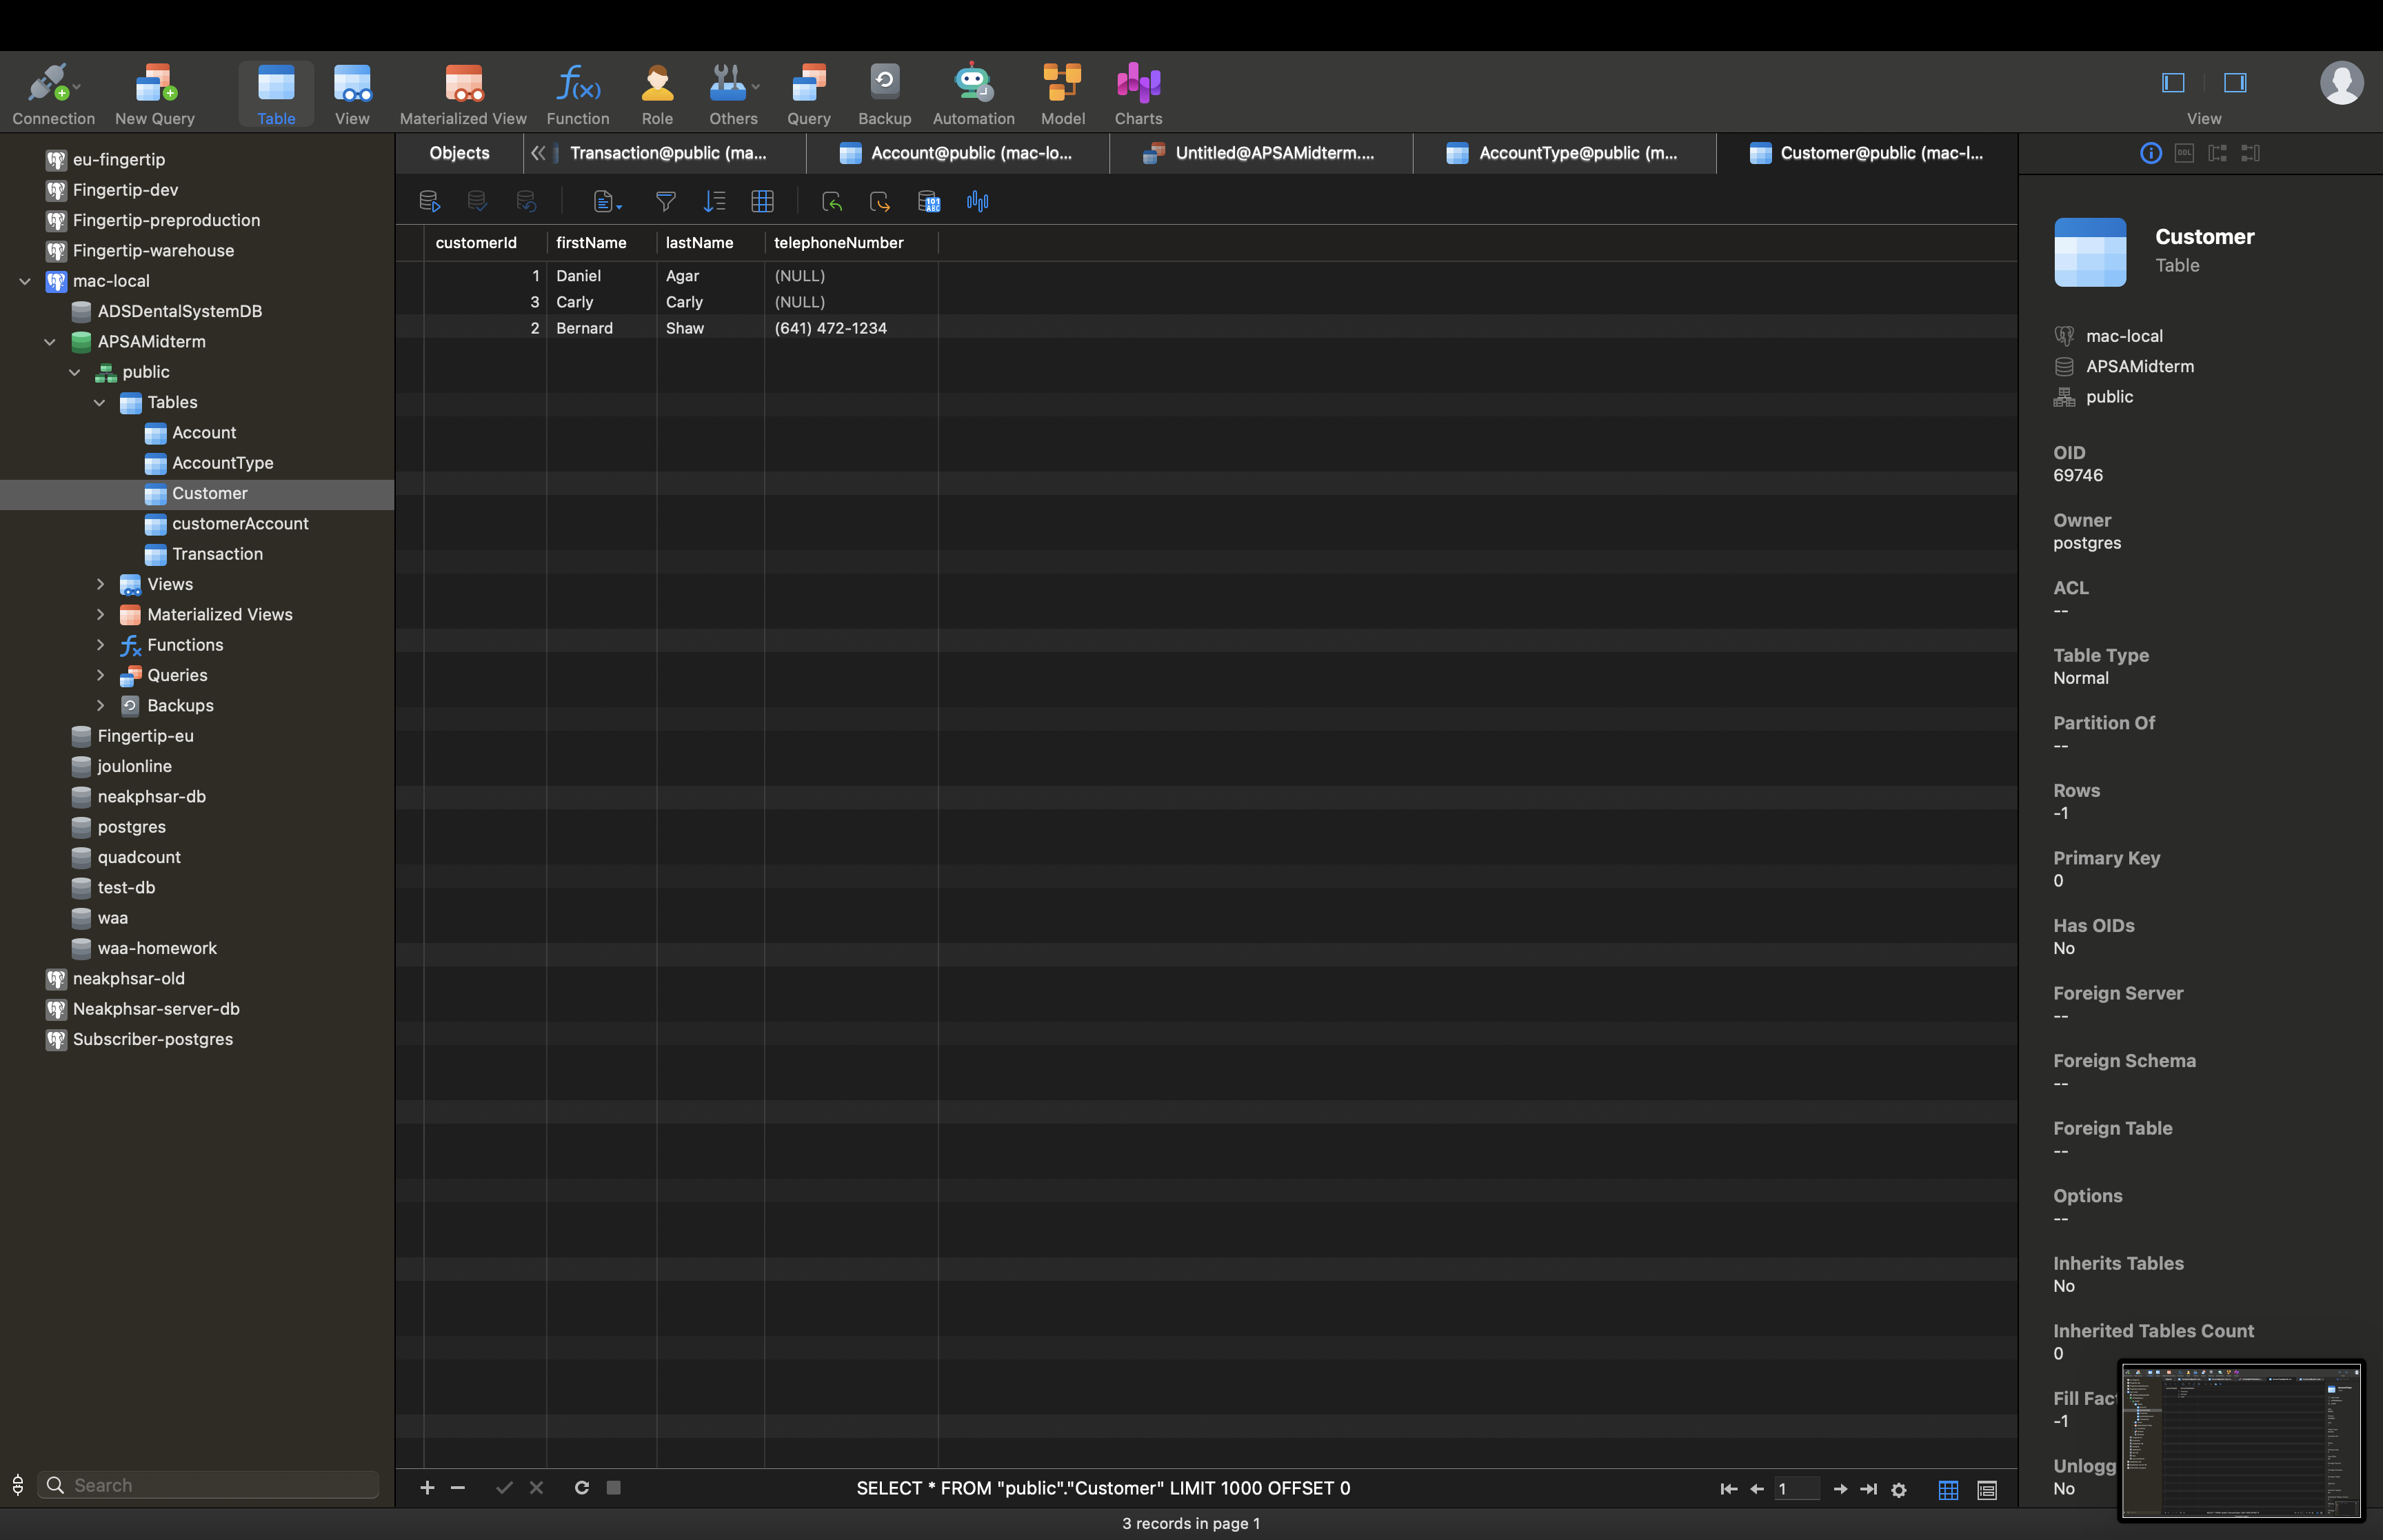 Connection
New Query
Table
View
Materialized View
Function
Role
Others
Query
Backup
Automation
Model
Charts
View
eu-fingertip
Fingertip-dev
Fingertip-preproduction
Fingertip-warehouse
mac-local
ADSDentalSystemDB
APSAMidterm
public
Tables
Account
AccountType
Customer
customerAccount
Transaction
Views
Materialized Views
Functions
Queries
Backups
Fingertip-eu
joulonline
neakphsar-db
postgres
quadcount
test-db
waa
waa-homework
neakphsar-old
Neakphsar-server-db
Subscriber-postgres
Search
Objects
Transaction@public (ma...
Account@public (mac-lo...
Untitled@APSAMidterm....
AccountType@public (m...
Customer@public (mac-l...
customerId firstName lastName telephoneNumber
1 Daniel Agar (NULL)
3 Carly Carly (NULL)
2 Bernard Shaw (641) 472-1234
SELECT * FROM "public"."Customer" LIMIT 1000 OFFSET 0
1
3 records in page 1
DDL
Customer
Table
mac-local
APSAMidterm
public
OID
69746
Owner
postgres
ACL
--
Table Type
Normal
Partition Of
--
Rows
-1
Primary Key
0
Has OIDs
No
Foreign Server
--
Foreign Schema
--
Foreign Table
--
Options
--
Inherits Tables
No
Inherited Tables Count
0
Fill Fac
-1
Unlogg
No